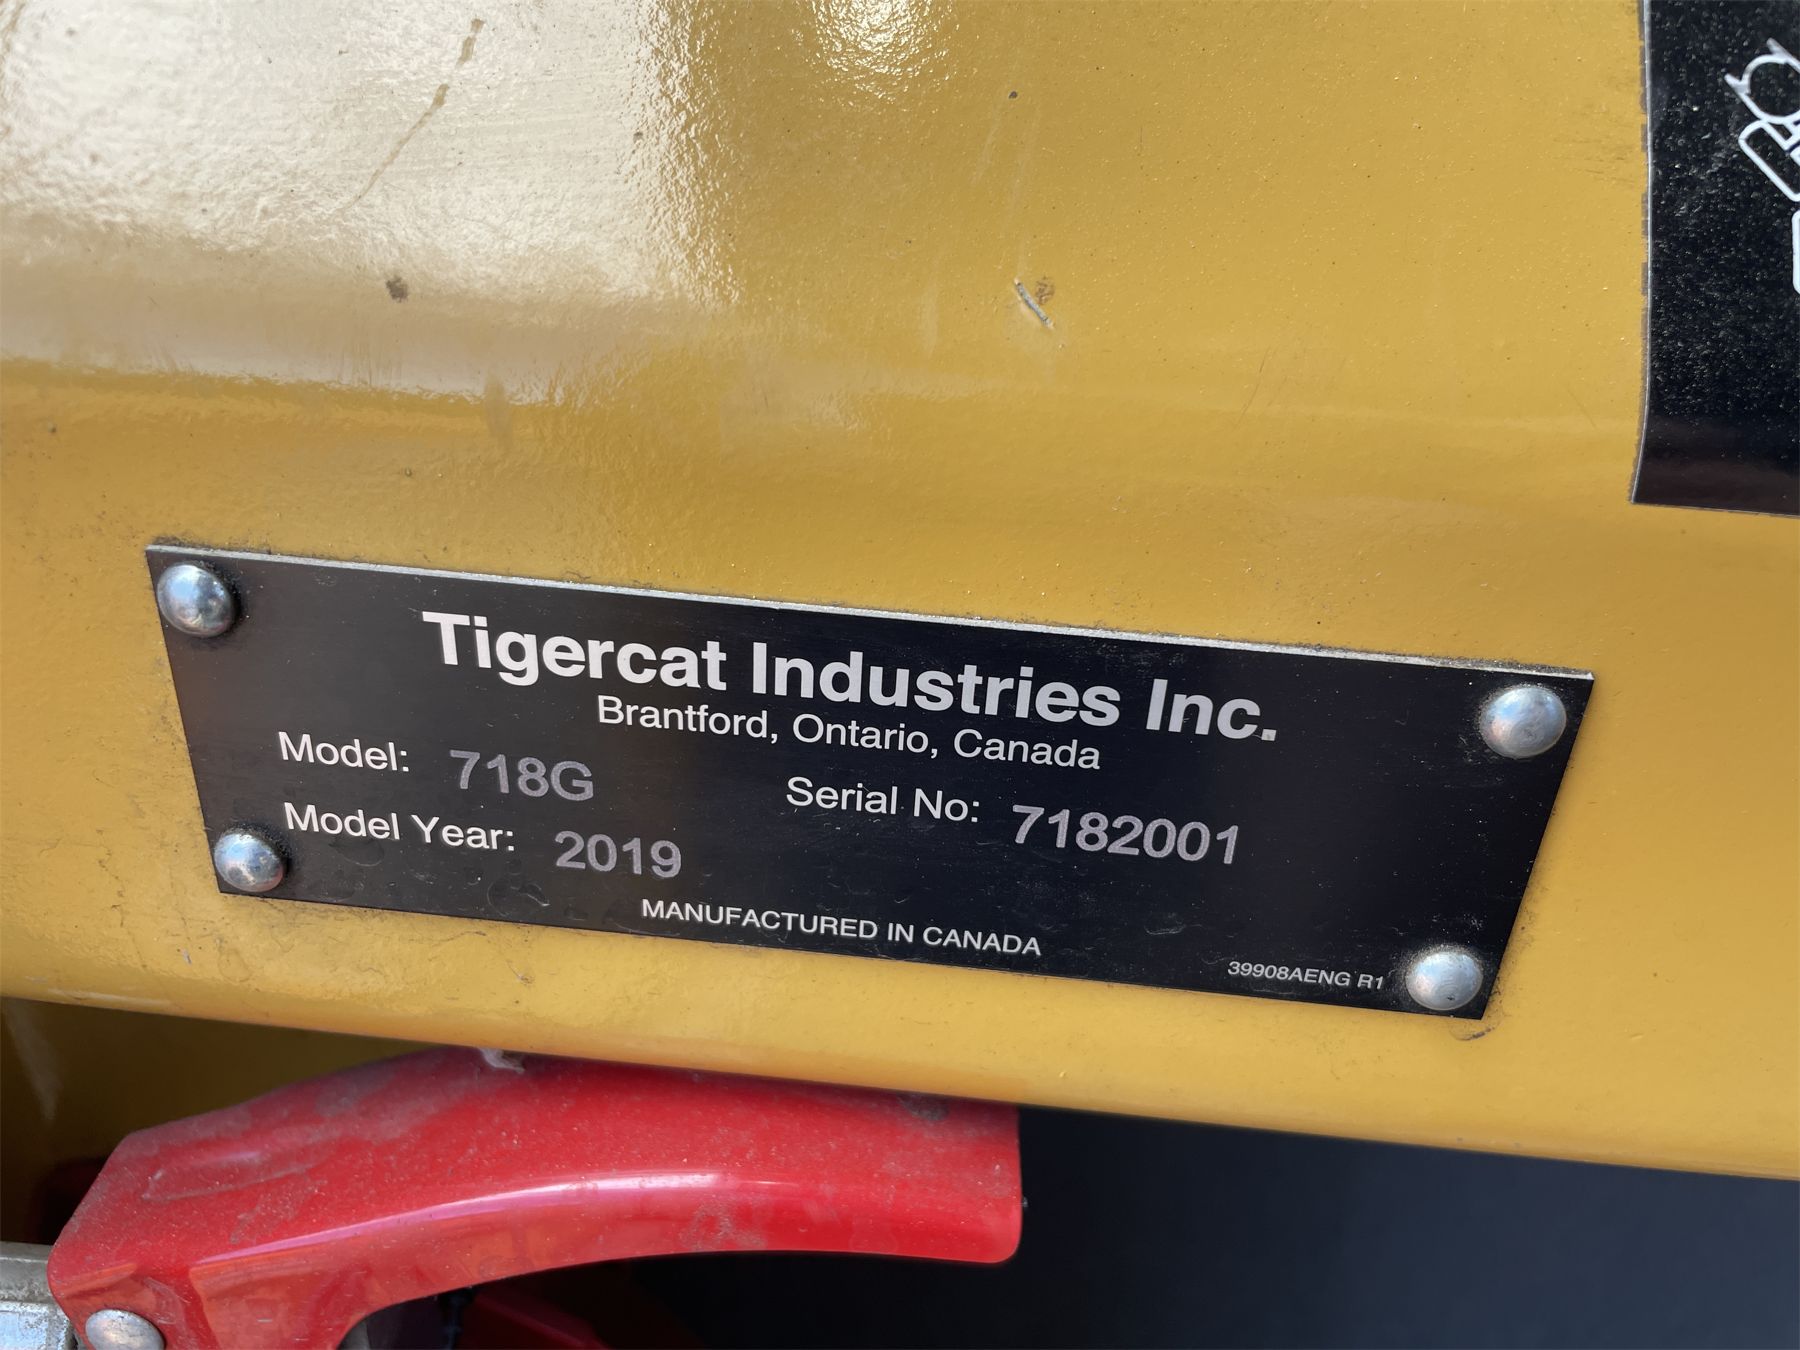 Tigercat Industries Inc.
Brantford, Ontario, Canada
Model: 718G
Serial No: 7182001
Model Year: 2019
MANUFACTURED IN CANADA
39908AENG R1